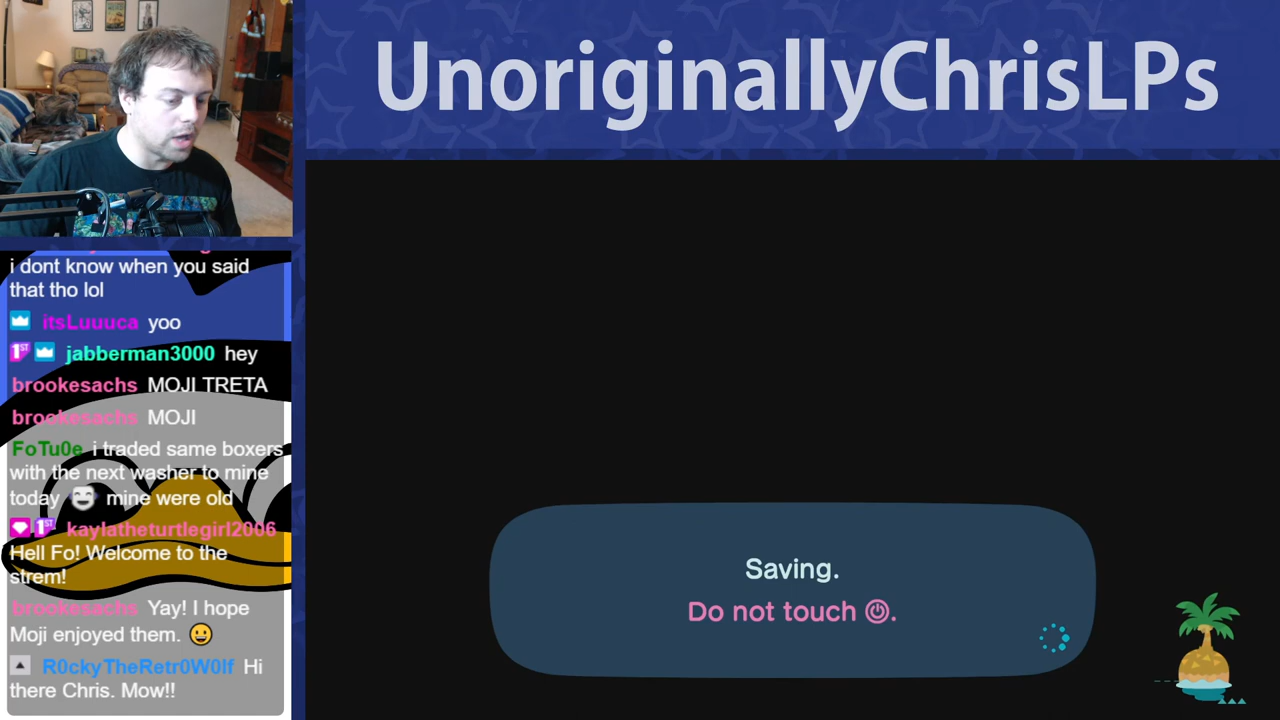 UnoriginallyChrisLPs
i dont know when you said
that tho lol
itsLuuuca yoo
1ST jabberman3000 hey
brookesachs MOJI TRETA
brookesachs MOJI
FoTu0e i traded same boxers
with the next washer to mine
today mine were old
1ST kaylatheturtlegirl2006
Hell Fo! Welcome to the
strem!
brookesachs Yay! I hope
Moji enjoyed them.
R0ckyTheRetr0W0lf Hi
there Chris. Mow!!
Saving.
Do not touch .